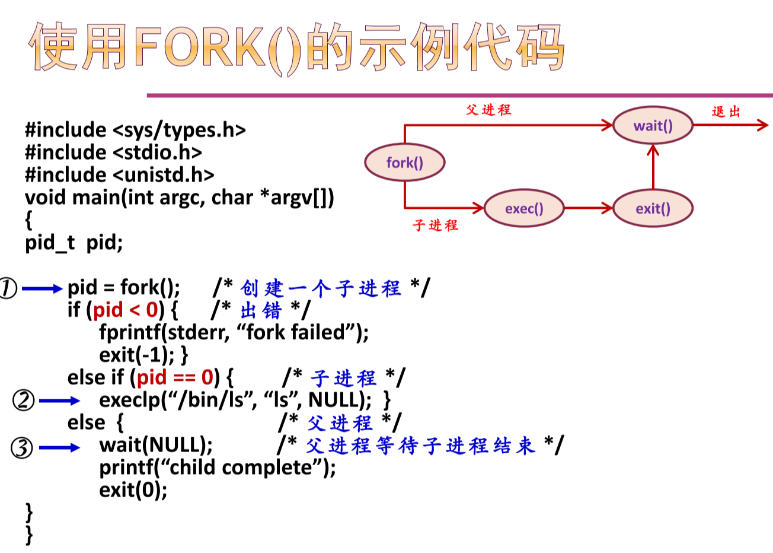 使用FORK()的示例代码
#include <sys/types.h>
#include <stdio.h>
#include <unistd.h>
void main(int argc, char *argv[])
{
pid_t pid;
① pid = fork(); /* 创建一个子进程 */
if (pid < 0) { /* 出错 */
fprintf(stderr, “fork failed”);
exit(-1); }
else if (pid == 0) { /* 子进程 */
② execlp(“/bin/ls”, “ls”, NULL); }
else { /* 父进程 */
③ wait(NULL); /* 父进程等待子进程结束 */
printf(“child complete”);
exit(0);
}
}
父进程
退出
wait()
fork()
exec()
exit()
子进程